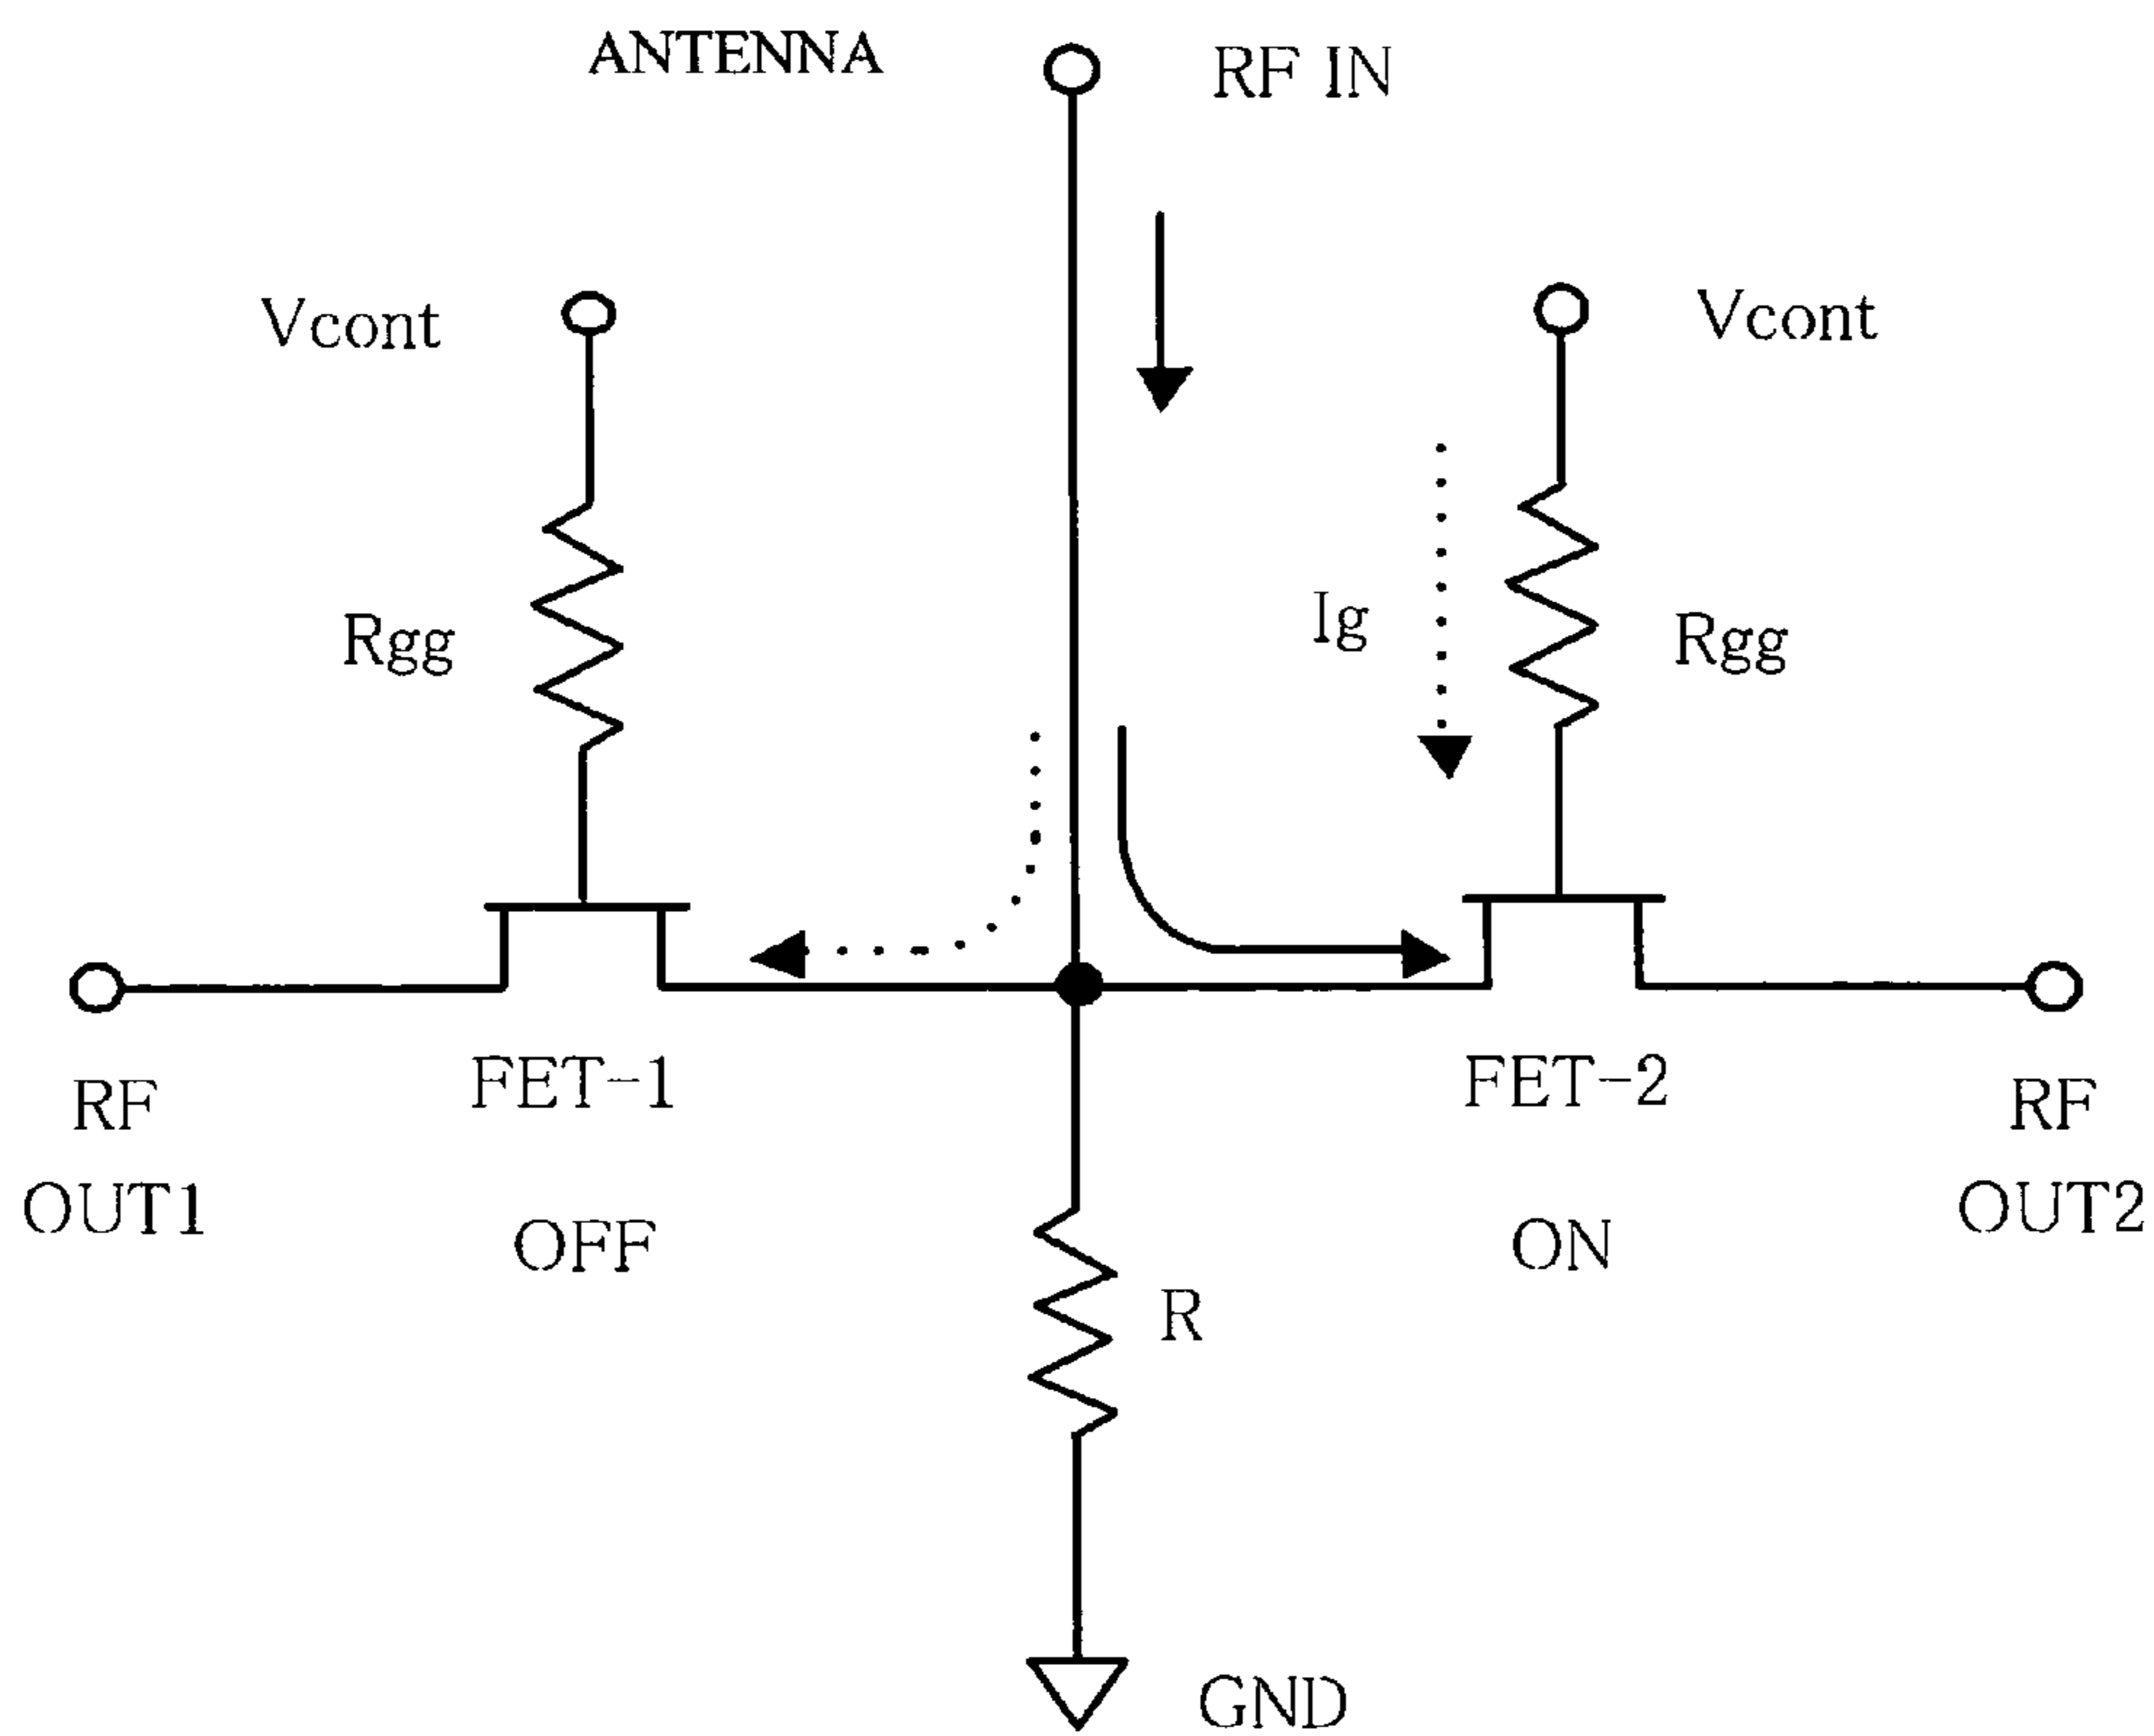 ANTENNA
RF IN
Vcont
Vcont
Rgg
Ig
Rgg
FET-1
FET-2
RF
OUT1
RF
OUT2
OFF
ON
R
GND